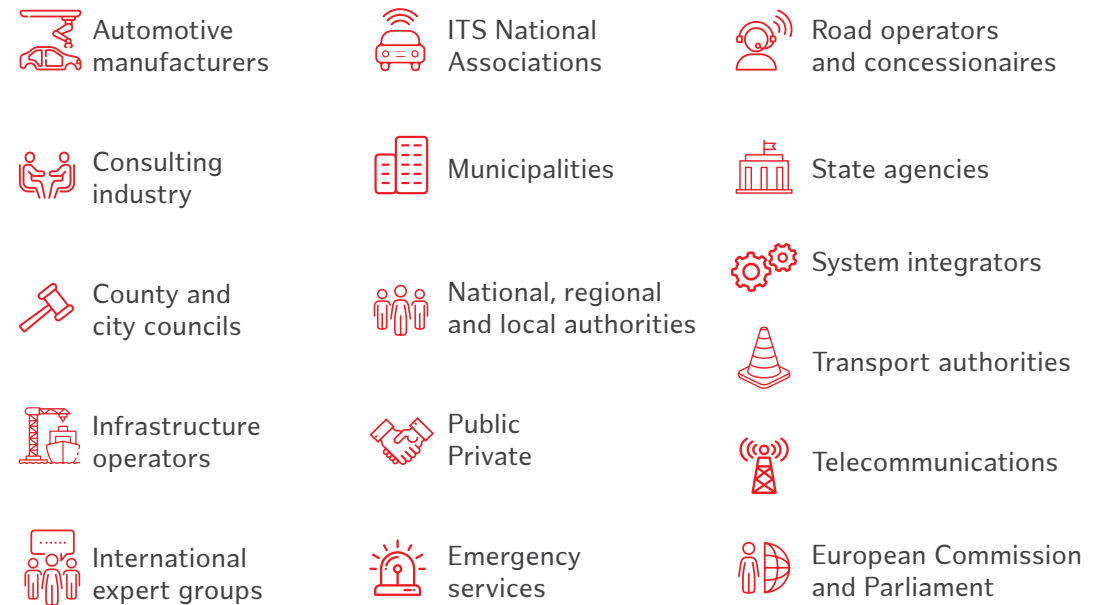 Automotive
manufacturers
Consulting
industry
County and
city councils
Infrastructure
operators
International
expert groups
ITS National
Associations
Municipalities
National, regional
and local authorities
Public
Private
Emergency
services
Road operators
and concessionaires
State agencies
System integrators
Transport authorities
Telecommunications
European Commission
and Parliament